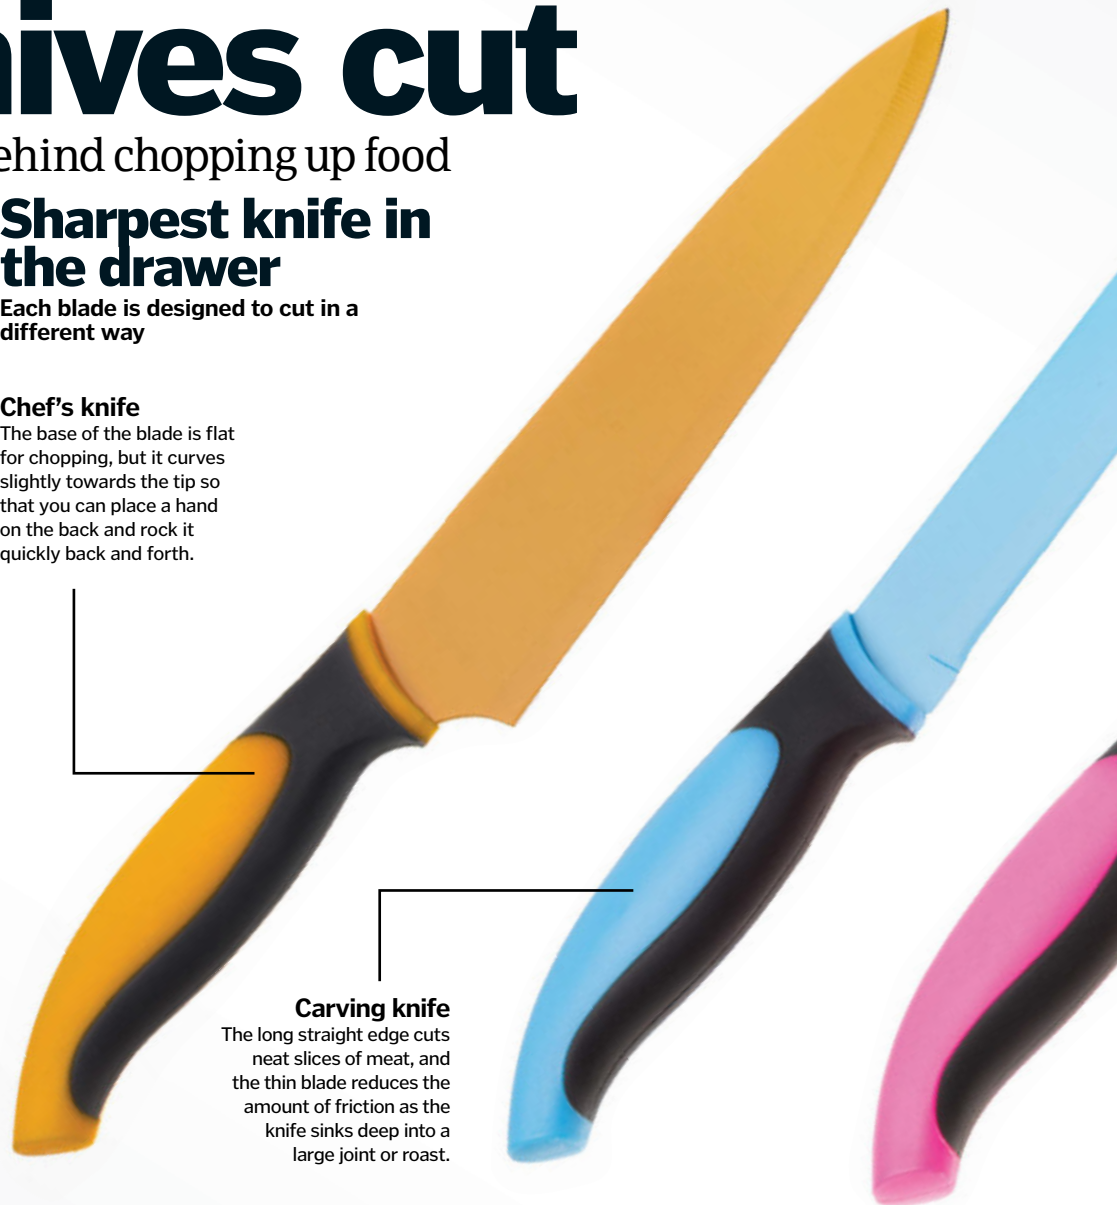 ives cut
ehind chopping up food
Sharpest knife in
the drawer
Each blade is designed to cut in a
different way
Chef’s knife
The base of the blade is flat
for chopping, but it curves
slightly towards the tip so
that you can place a hand
on the back and rock it
quickly back and forth.
Carving knife
The long straight edge cuts
neat slices of meat, and
the thin blade reduces the
amount of friction as the
knife sinks deep into a
large joint or roast.